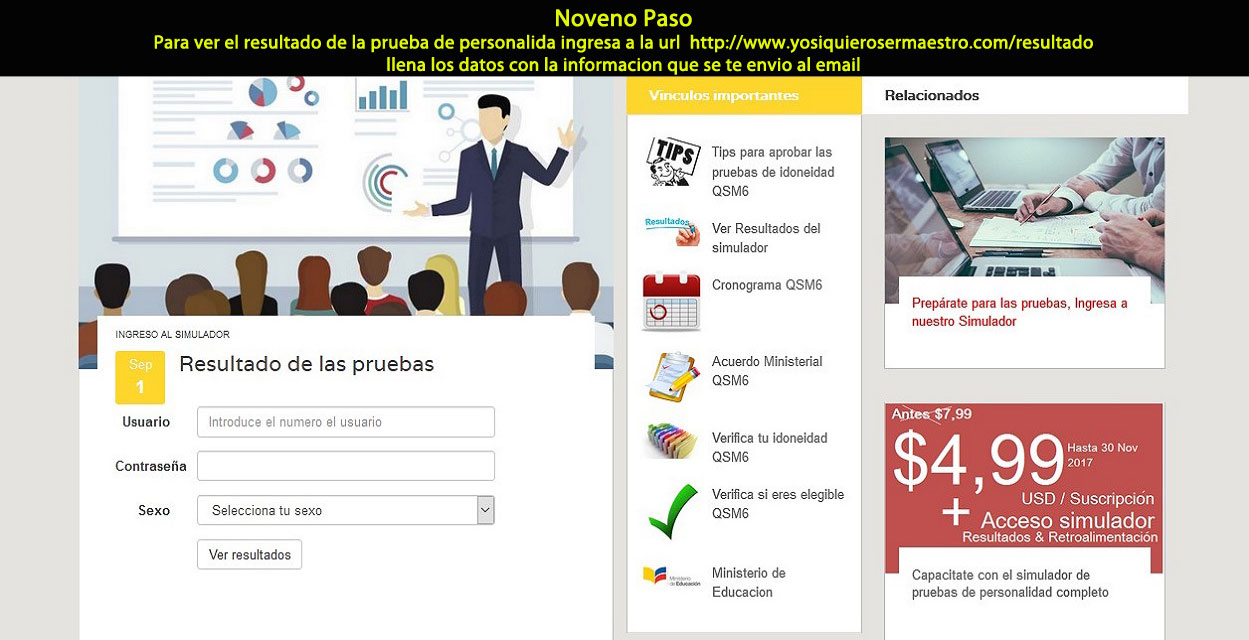 Noveno Paso
Para ver el resultado de la prueba de personalida ingresa a la url http://www.yosiquierosermaestro.com/resultado
llena los datos con la informacion que se te envio al email
INGRESO AL SIMULADOR
Sep
1
Resultado de las pruebas
Usuario
Introduce el numero el usuario
Contraseña
Sexo
Selecciona tu sexo
Ver resultados
Vinculos importantes
TIPS
Tips para aprobar las
pruebas de idoneidad
QSM6
Resultados
Ver Resultados del
simulador
Cronograma QSM6
Acuerdo Ministerial
QSM6
Verifica tu idoneidad
QSM6
Verifica si eres elegible
QSM6
Ministerio
de Educación
Ministerio de
Educacion
Relacionados
Prepárate para las pruebas, Ingresa a
nuestro Simulador
Antes $7,99
$4,99
Hasta 30 Nov
2017
USD / Suscripción
+ Acceso simulador
Resultados & Retroalimentación
Capacitate con el simulador de
pruebas de personalidad completo